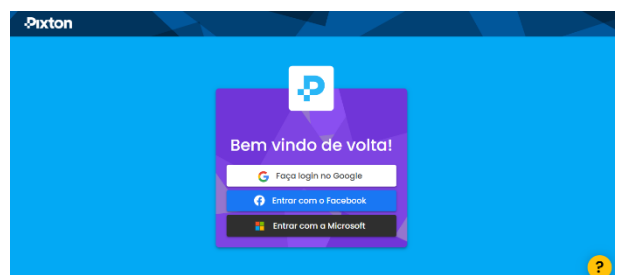 Pixton
P
Bem vindo de volta!
Faça login no Google
Entrar com o Facebook
Entrar com a Microsoft
?